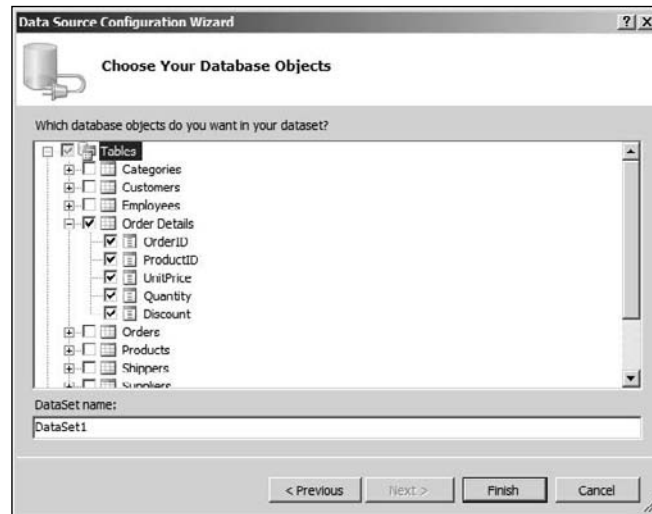 Data Source Configuration Wizard
Choose Your Database Objects
Which database objects do you want in your dataset?
Tables
Categories
Customers
Employees
Order Details
OrderID
ProductID
UnitPrice
Quantity
Discount
Orders
Products
Shippers
Suppliers
DataSet name:
DataSet1
< Previous
Next >
Finish
Cancel